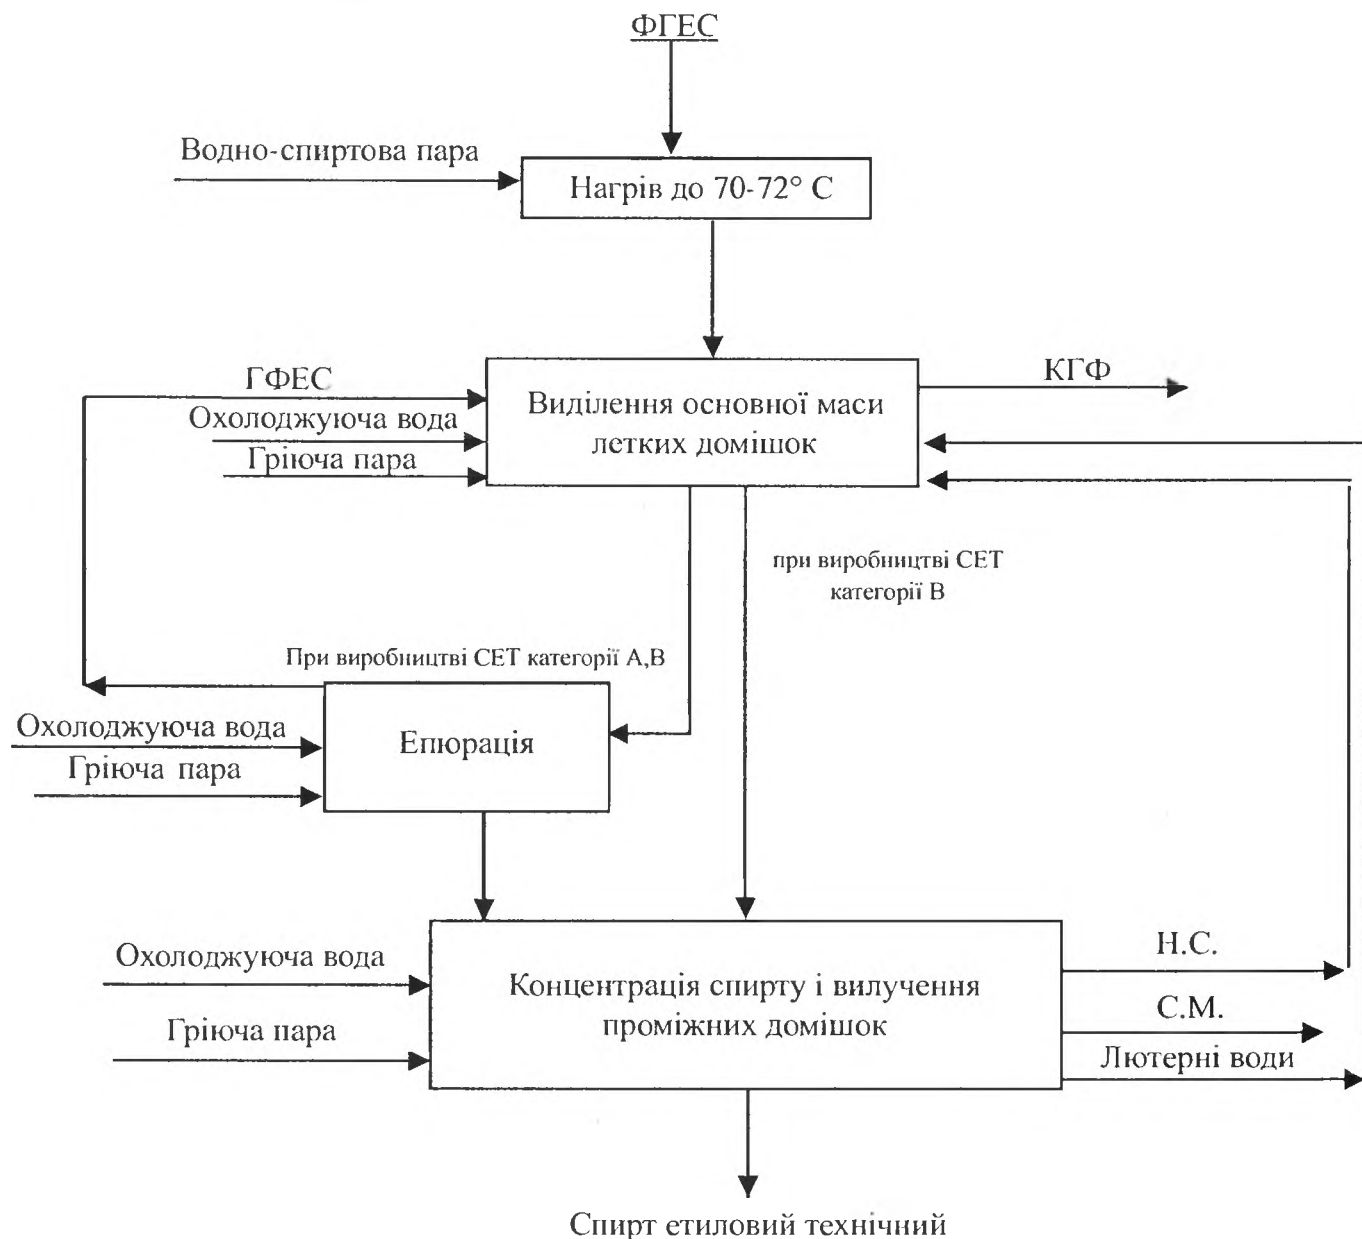 ФГЕС
Водно-спиртова пара
Нагрів до 70-72° С
ГФЕС
Охолоджуюча вода
Гріюча пара
Виділення основної маси
летких домішок
КГФ
при виробництві СЕТ
категорії В
При виробництві СЕТ категорії А,В
Охолоджуюча вода
Гріюча пара
Епюрація
Охолоджуюча вода
Гріюча пара
Концентрація спирту і вилучення
проміжних домішок
Н.С.
С.М.
Лютерні води
Спирт етиловий технічний